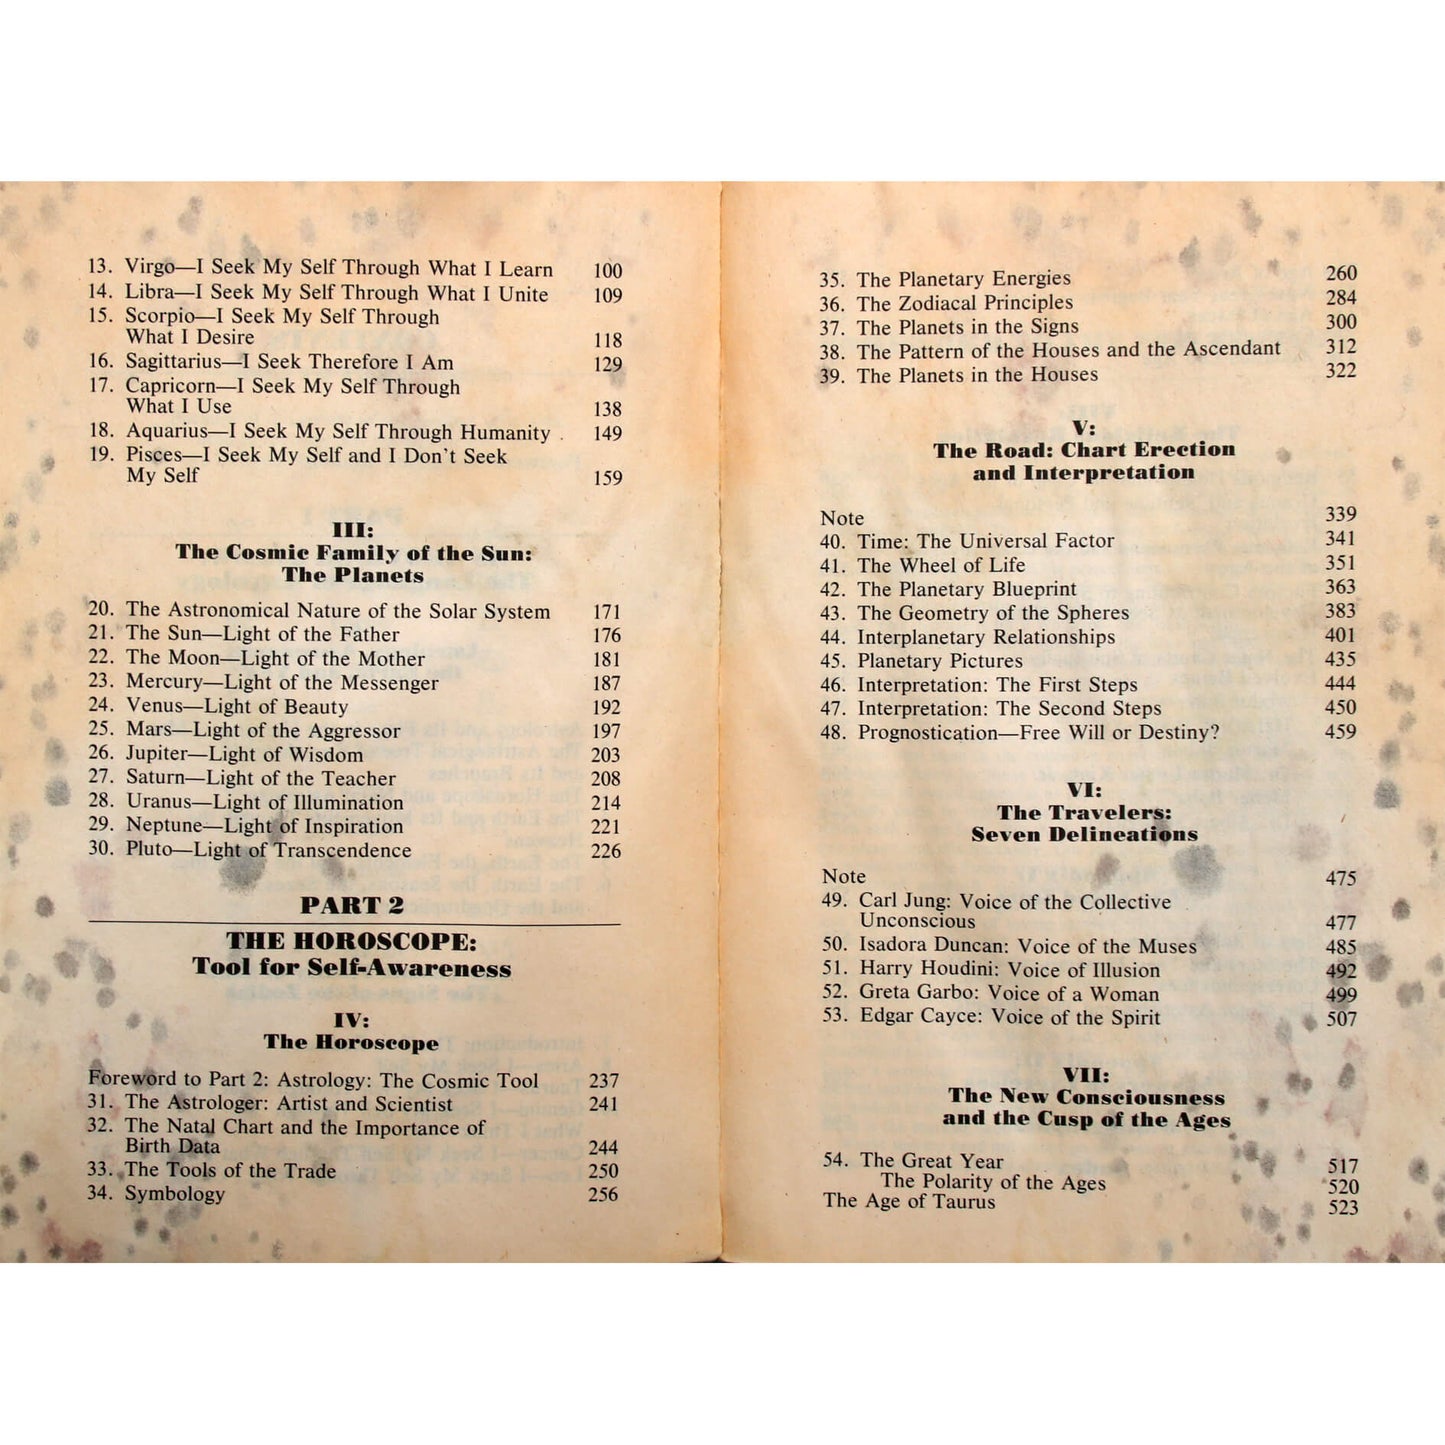 13. Virgo—I Seek My Self Through What I Learn 100
14. Libra—I Seek My Self Through What I Unite 109
15. Scorpio—I Seek My Self Through
What I Desire 118
16. Sagittarius—I Seek Therefore I Am 129
17. Capricorn—I Seek My Self Through
What I Use 138
18. Aquarius—I Seek My Self Through Humanity . 149
19. Pisces—I Seek My Self and I Don't Seek
My Self 159
III:
The Cosmic Family of the Sun:
The Planets
20. The Astronomical Nature of the Solar System 171
21. The Sun—Light of the Father 176
22. The Moon—Light of the Mother 181
23. Mercury—Light of the Messenger 187
24. Venus—Light of Beauty 192
25. Mars—Light of the Aggressor 197
26. Jupiter—Light of Wisdom 203
27. Saturn—Light of the Teacher 208
28. Uranus—Light of Illumination 214
29. Neptune—Light of Inspiration 221
30. Pluto—Light of Transcendence 226
PART 2
THE HOROSCOPE:
Tool for Self-Awareness
IV:
The Horoscope
Foreword to Part 2: Astrology: The Cosmic Tool 237
31. The Astrologer: Artist and Scientist 241
32. The Natal Chart and the Importance of
Birth Data 244
33. The Tools of the Trade 250
34. Symbology 256
35. The Planetary Energies 260
36. The Zodiacal Principles 284
37. The Planets in the Signs 300
38. The Pattern of the Houses and the Ascendant 312
39. The Planets in the Houses 322
V:
The Road: Chart Erection
and Interpretation
Note 339
40. Time: The Universal Factor 341
41. The Wheel of Life 351
42. The Planetary Blueprint 363
43. The Geometry of the Spheres 383
44. Interplanetary Relationships 401
45. Planetary Pictures 435
46. Interpretation: The First Steps 444
47. Interpretation: The Second Steps 450
48. Prognostication—Free Will or Destiny? 459
VI:
The Travelers:
Seven Delineations
Note 475
49. Carl Jung: Voice of the Collective
Unconscious 477
50. Isadora Duncan: Voice of the Muses 485
51. Harry Houdini: Voice of Illusion 492
52. Greta Garbo: Voice of a Woman 499
53. Edgar Cayce: Voice of the Spirit 507
VII:
The New Consciousness
and the Cusp of the Ages
54. The Great Year 517
The Polarity of the Ages 520
The Age of Taurus 523